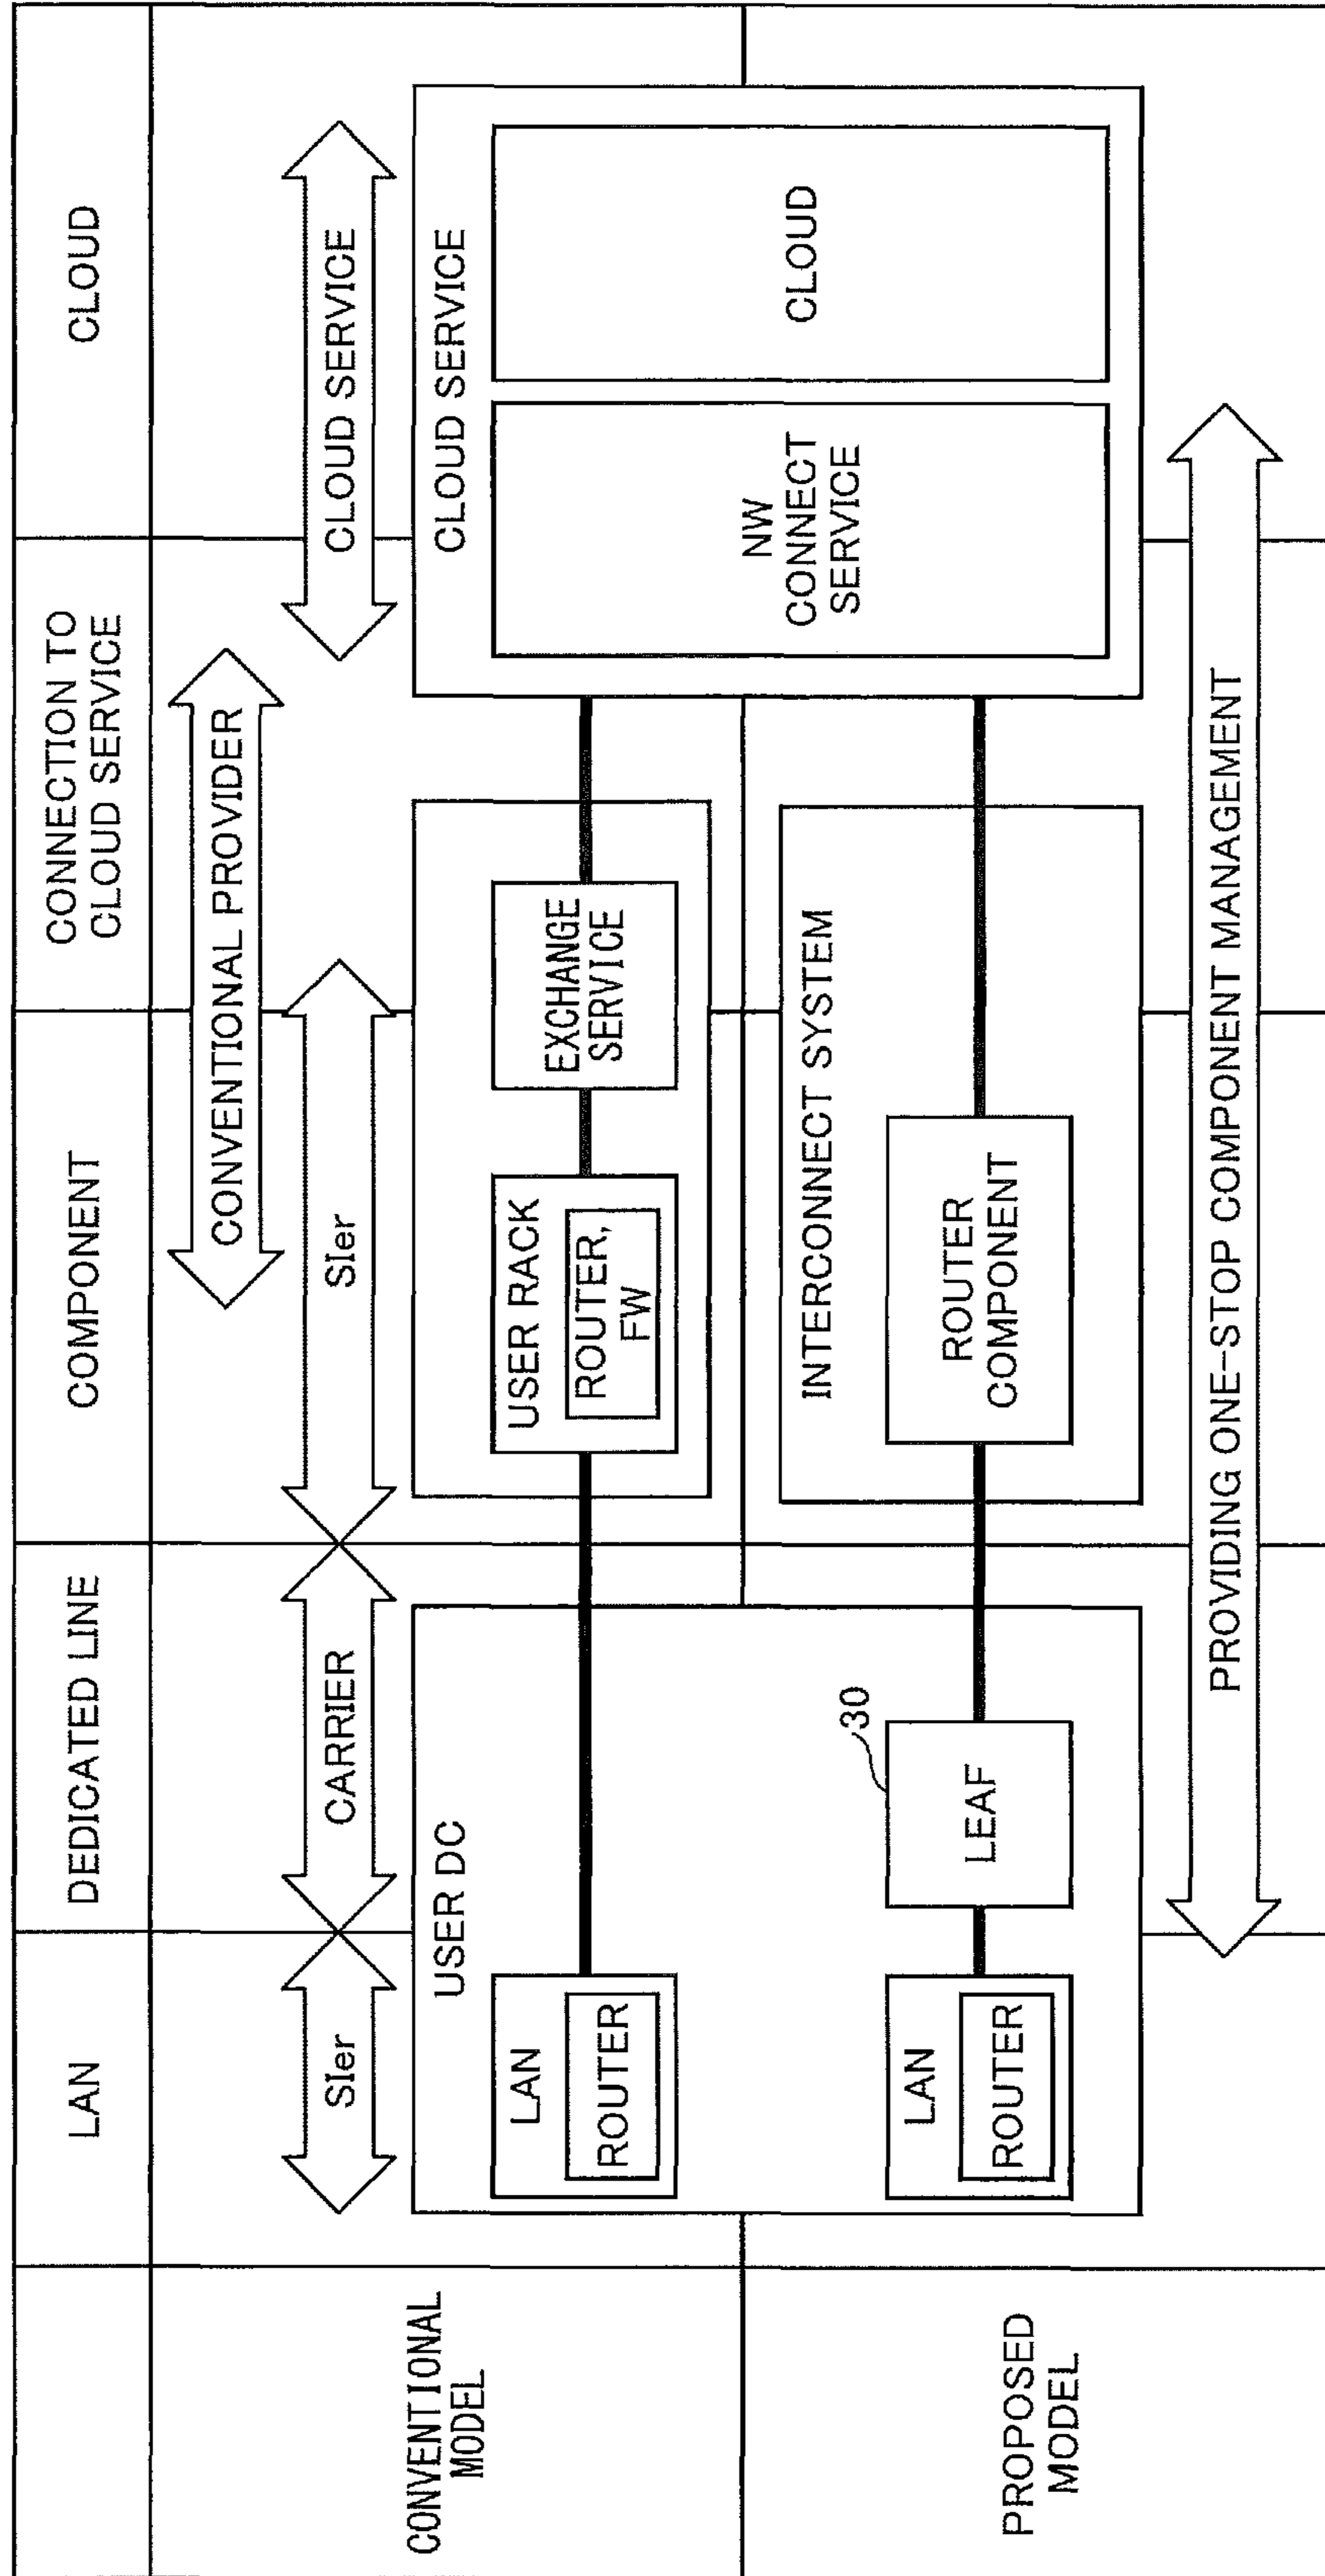 LAN
DEDICATED LINE
COMPONENT
CONNECTION TO
CLOUD SERVICE
CLOUD
CONVENTIONAL
MODEL
CONVENTIONAL PROVIDER
SIer
CARRIER
SIer
CLOUD SERVICE
USER DC
LAN
ROUTER
USER RACK
ROUTER,
FW
EXCHANGE
SERVICE
CLOUD SERVICE
NW
CONNECT
SERVICE
CLOUD
PROPOSED
MODEL
LAN
ROUTER
30
LEAF
INTERCONNECT SYSTEM
ROUTER
COMPONENT
PROVIDING ONE-STOP COMPONENT MANAGEMENT